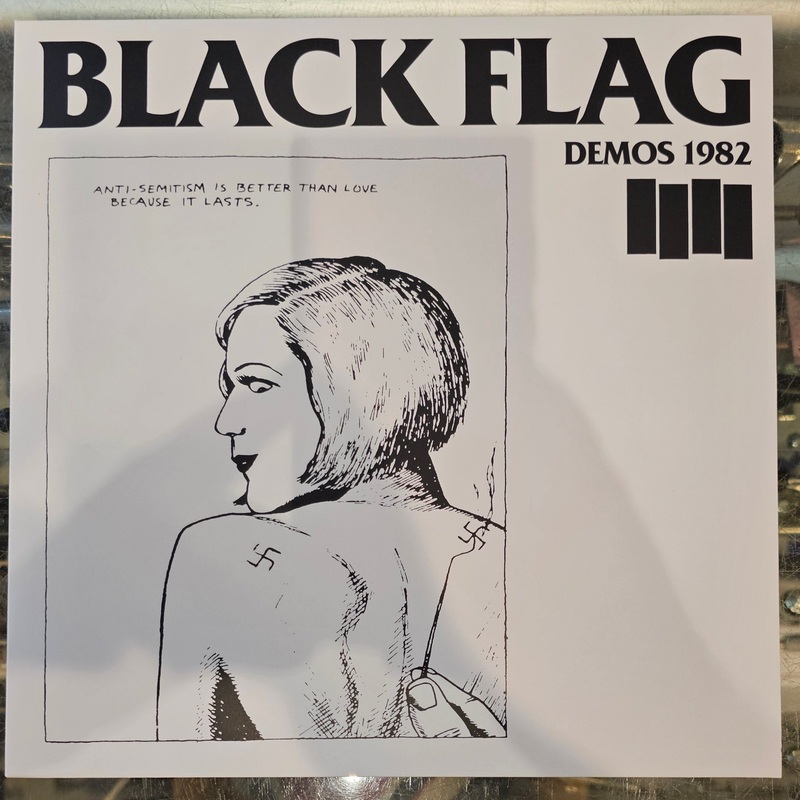 BLACK FLAG
DEMOS 1982
ANTI-SEMITISM IS BETTER THAN LOVE
BECAUSE IT LASTS.